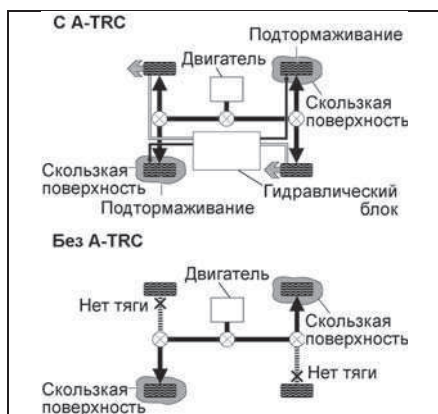 С A-TRC
Двигатель
Подтормаживание
Скользкая
поверхность
Скользкая
поверхность
Подтормаживание
Гидравлический
блок
Без A-TRC
Двигатель
Нет тяги
Скользкая
поверхность
Скользкая
поверхность
Нет тяги